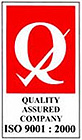 Q
QUALITY
ASSURED
COMPANY
ISO 9001 : 2000